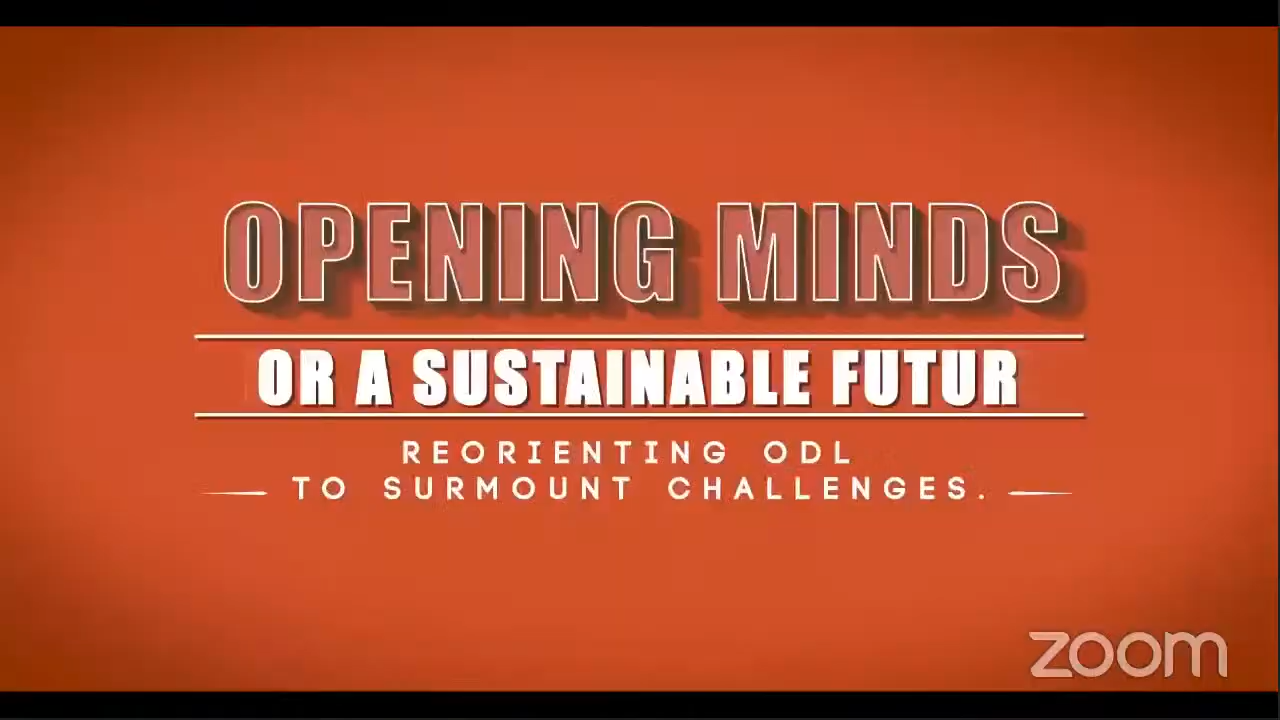 OPENING MINDS
OR A SUSTAINABLE FUTUR
REORIENTING ODL
TO SURMOUNT CHALLENGES.
zoom